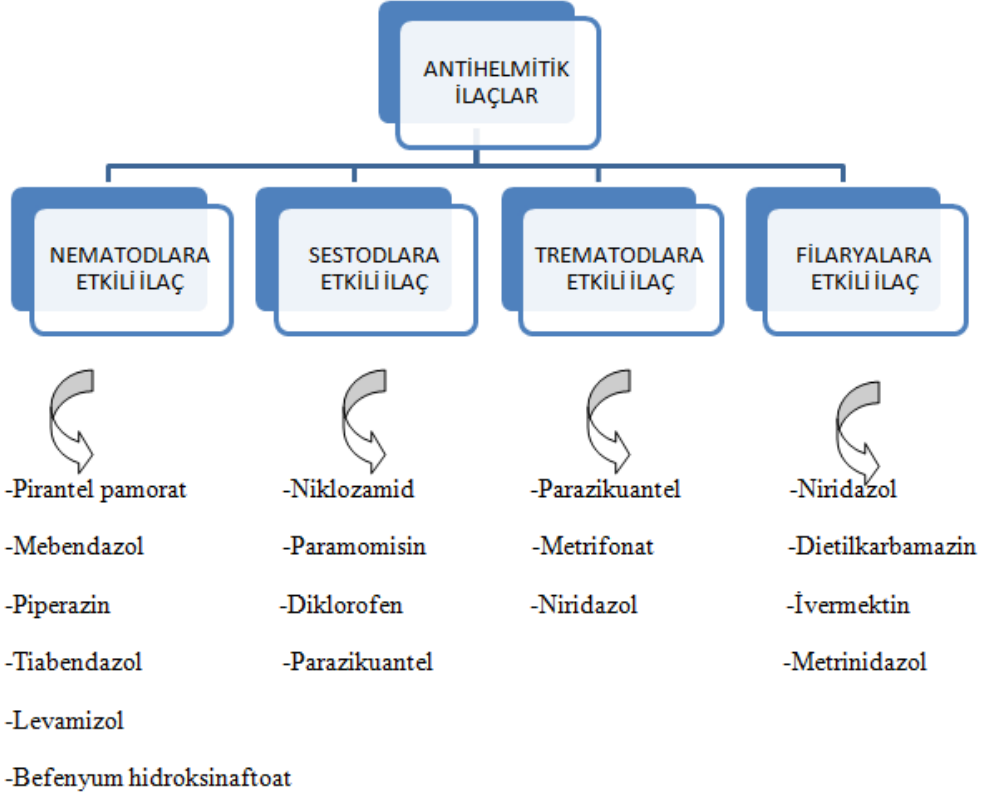 ANTİHELMİTİK
İLAÇLAR
NEMATODLARA
ETKİLİ İLAÇ
SESTODLARA
ETKİLİ İLAÇ
TREMATODLARA
ETKİLİ İLAÇ
FİLARYALARA
ETKİLİ İLAÇ
-Pirantel pamorat
-Mebendazol
-Piperazin
-Tiabendazol
-Levamizol
-Befenyum hidroksinaftoat
-Niklozamid
-Paramomisin
-Diklorofen
-Parazikuantel
-Parazikuantel
-Metrifonat
-Niridazol
-Niridazol
-Dietilkarbamazin
-İvermektin
-Metrinidazol